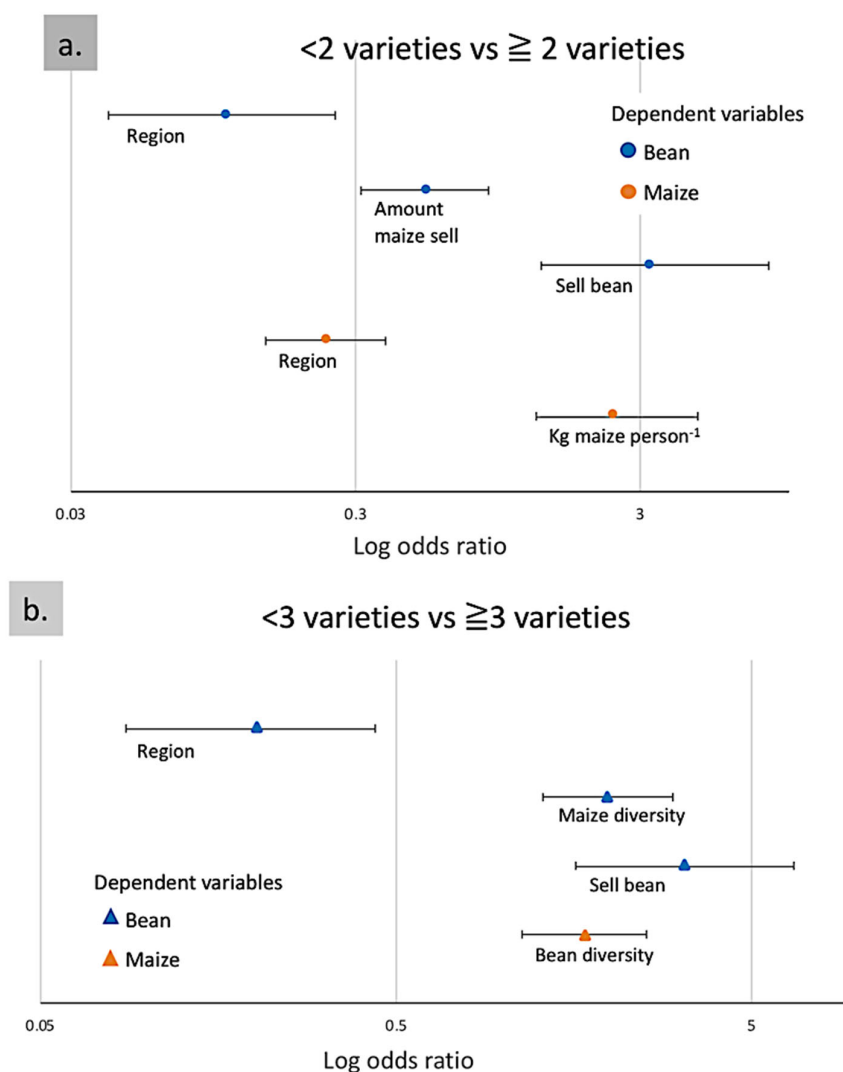 a.
<2 varieties vs ≧ 2 varieties
Region
Dependent variables
Bean
Maize
Amount
maize sell
Sell bean
Region
Kg maize person⁻¹
0.03
0.3
3
Log odds ratio
b.
<3 varieties vs ≧3 varieties
Region
Maize diversity
Sell bean
Dependent variables
Bean
Maize
Bean diversity
0.05
0.5
5
Log odds ratio